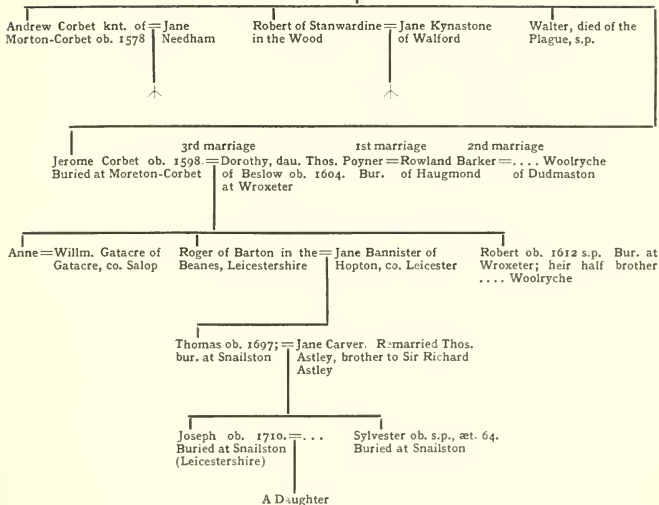 Andrew Corbet knt. of = Jane
Morton-Corbet ob. 1578 Needham
Robert of Stanwardine = Jane Kynastone
in the Wood of Walford
Walter, died of the
Plague, s.p.
3rd marriage 1st marriage 2nd marriage
Jerome Corbet ob. 1598. = Dorothy, dau. Thos. Poyner = Rowland Barker = .... Woolryche
Buried at Moreton-Corbet of Beslow ob. 1604. Bur. of Haugmond of Dudmaston
at Wroxeter
Anne = Willm. Gatacre of
Gatacre, co. Salop
Roger of Barton in the = Jane Bannister of
Beanes, Leicestershire Hopton, co. Leicester
Robert ob. 1612 s.p. Bur. at
Wroxeter; heir half brother
.... Woolryche
Thomas ob. 1697; = Jane Carver. Remarried Thos.
bur. at Snailston Astley, brother to Sir Richard
Astley
Joseph ob. 1710. = ...
Buried at Snailston
(Leicestershire)
Sylvester ob. s.p., æt. 64.
Buried at Snailston
A Daughter